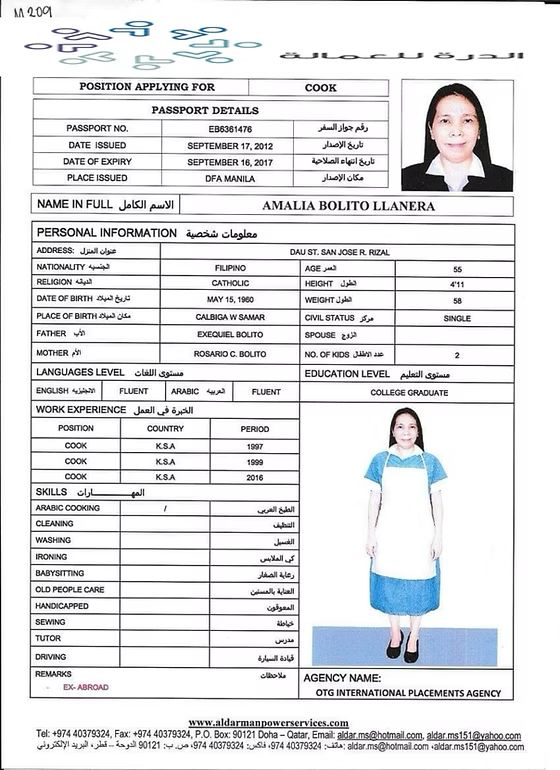 M 209
الدرة للعمالة
POSITION APPLYING FOR COOK
PASSPORT DETAILS
PASSPORT NO. EB6361476 رقم جواز السفر
DATE ISSUED SEPTEMBER 17, 2012 تاريخ الإصدار
DATE OF EXPIRY SEPTEMBER 16, 2017 تاريخ انتهاء الصلاحية
PLACE ISSUED DFA MANILA مكان الإصدار
NAME IN FULL الاسم الكامل AMALIA BOLITO LLANERA
PERSONAL INFORMATION معلومات شخصية
ADDRESS: عنوان المنزل DAU ST. SAN JOSE R. RIZAL
NATIONALITY الجنسيه FILIPINO AGE العمر 55
RELIGION الديانه CATHOLIC HEIGHT الطول 4'11
DATE OF BIRTH تاريخ الميلاد MAY 15, 1960 WEIGHT الطول 58
PLACE OF BIRTH مكان الميلاد CALBIGA W SAMAR CIVIL STATUS مركز SINGLE
FATHER الأب EXEQUIEL BOLITO SPOUSE الزوج
MOTHER الأم ROSARIO C. BOLITO NO. OF KIDS عدد الاطفال 2
LANGUAGES LEVEL مستوى اللغات EDUCATION LEVEL مستوى التعليم
ENGLISH الانجليزيه FLUENT ARABIC العربيه FLUENT COLLEGE GRADUATE
WORK EXPERIENCE الخبرة في العمل
POSITION COUNTRY PERIOD
COOK K.S.A 1997
COOK K.S.A 1999
COOK K.S.A 2016
SKILLS المهـــــــارات
ARABIC COOKING / الطبخ العربي
CLEANING التنظيف
WASHING الغسيل
IRONING كي الملابس
BABYSITTING رعاية الصغار
OLD PEOPLE CARE العناية بالمسنين
HANDICAPPED المعوقون
SEWING خياطة
TUTOR مدرس
DRIVING قيادة السيارة
REMARKS ملاحظات
- EX- ABROAD
AGENCY NAME:
OTG INTERNATIONAL PLACEMENTS AGENCY
www.aldarmanpowerservices.com
Tel: +974 40379324, Fax: +974 40379324, P.O. Box: 90121 Doha – Qatar, Email: aldar.ms@hotmail.com, aldar.ms151@yahoo.com
هاتف: 40379324 974+، فاكس: 40379324 974+، ص. ب: 90121 الدوحة – قطر، البريد الإلكتروني: aldar.ms@hotmail.com ،aldar.ms151@yahoo.com